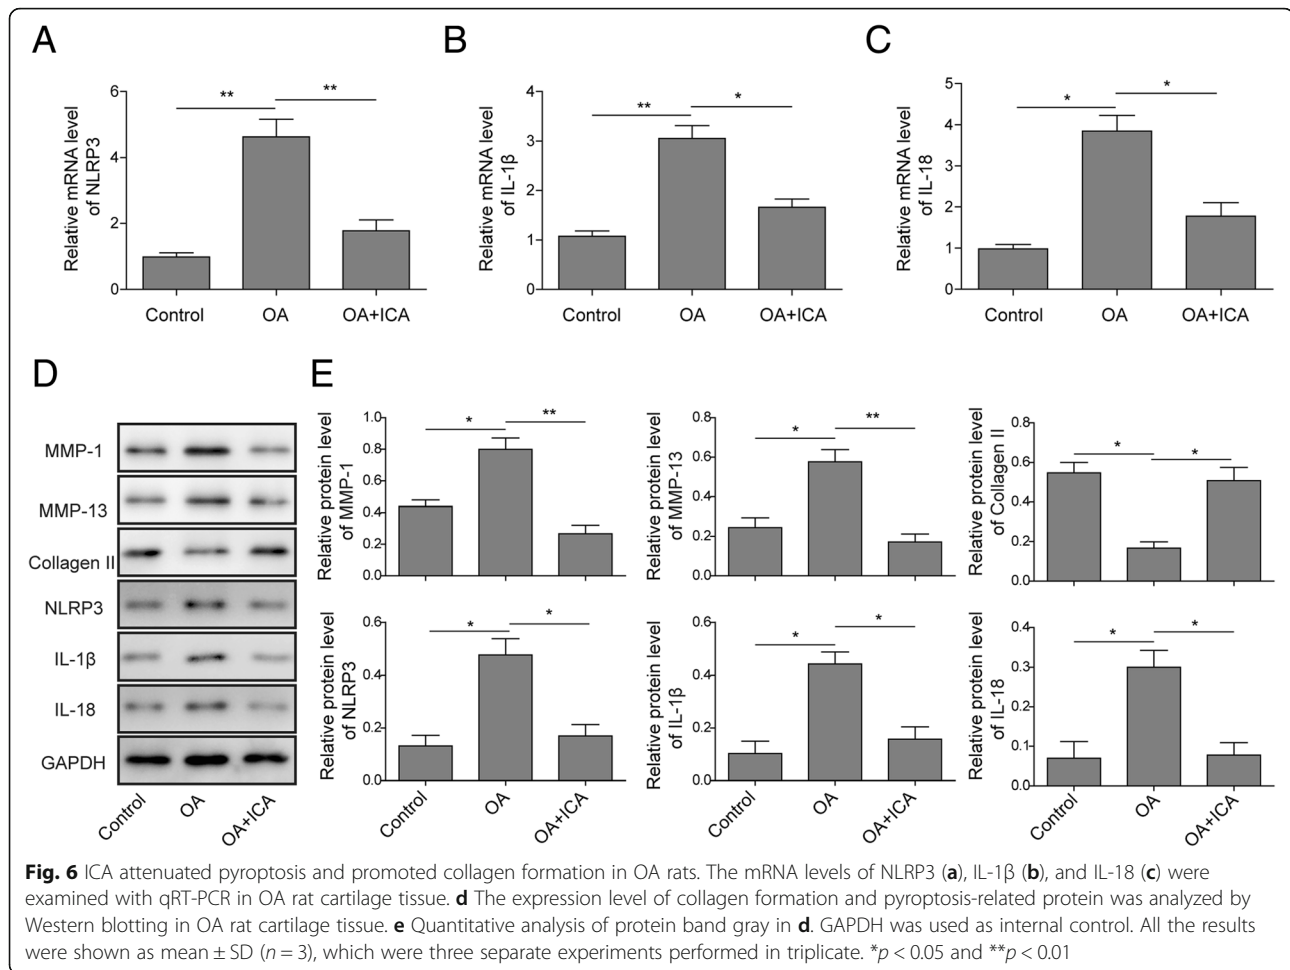 A
B
C
Relative mRNA level
of NLRP3
6
4
2
0
**
**
Control
OA
OA+ICA
Relative mRNA level
of IL-1β
4
3
2
1
0
**
*
Control
OA
OA+ICA
Relative mRNA level
of IL-18
5
4
3
2
1
0
*
*
Control
OA
OA+ICA
D
MMP-1
MMP-13
Collagen II
NLRP3
IL-1β
IL-18
GAPDH
Control
OA
OA+ICA
E
Relative protein level
of MMP-1
1.0
0.8
0.6
0.4
0.2
0.0
*
**
Relative protein level
of MMP-13
0.8
0.6
0.4
0.2
0.0
*
**
Relative protein level
of Collagen II
0.8
0.6
0.4
0.2
0.0
*
*
Relative protein level
of NLRP3
0.6
0.4
0.2
0.0
*
*
Control
OA
OA+ICA
Relative protein level
of IL-1β
0.6
0.4
0.2
0.0
*
*
Control
OA
OA+ICA
Relative protein level
of IL-18
0.4
0.3
0.2
0.1
0.0
*
*
Control
OA
OA+ICA
Fig. 6 ICA attenuated pyroptosis and promoted collagen formation in OA rats. The mRNA levels of NLRP3 (a), IL-1β (b), and IL-18 (c) were
examined with qRT-PCR in OA rat cartilage tissue. d The expression level of collagen formation and pyroptosis-related protein was analyzed by
Western blotting in OA rat cartilage tissue. e Quantitative analysis of protein band gray in d. GAPDH was used as internal control. All the results
were shown as mean ± SD (n = 3), which were three separate experiments performed in triplicate. *p < 0.05 and **p < 0.01